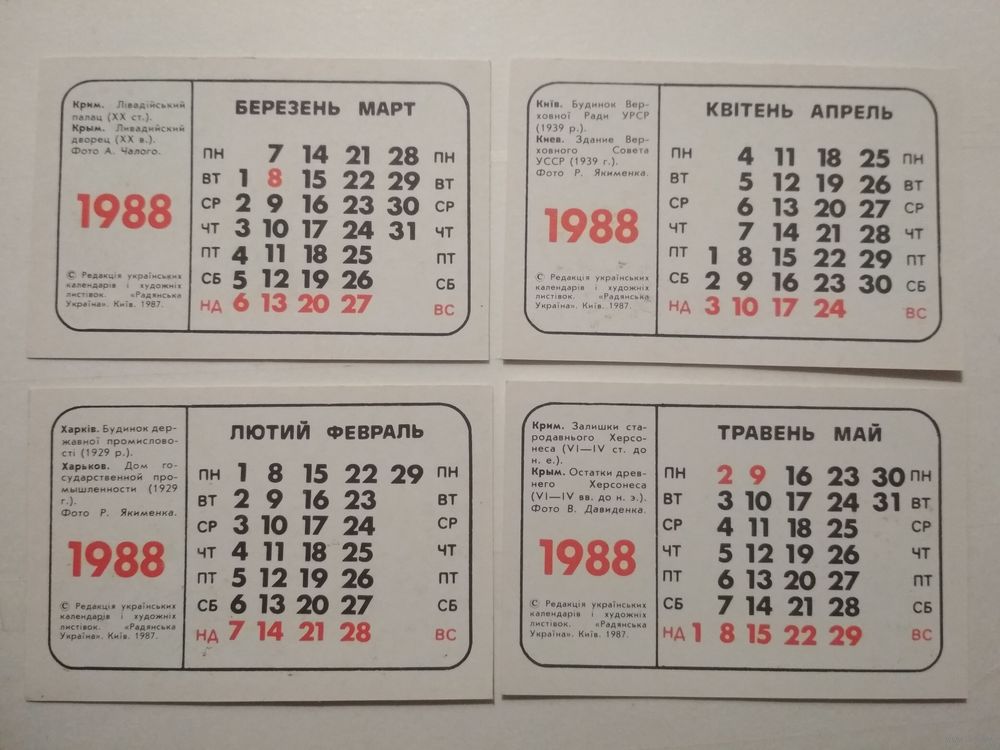 Крим. Лівадійський
палац (XX ст.).
Крым. Ливадийский
дворец (XX в.).
Фото А. Чалого.
1988
© Редакція українських
календарів і художніх
листівок. «Радянська
Україна». Київ. 1987.
БЕРЕЗЕНЬ МАРТ
ПН 7 14 21 28 ПН
ВТ 1 8 15 22 29 ВТ
СР 2 9 16 23 30 СР
ЧТ 3 10 17 24 31 ЧТ
ПТ 4 11 18 25 ПТ
СБ 5 12 19 26 СБ
НД 6 13 20 27 ВС
Київ. Будинок Вер-
ховної Ради УРСР
(1939 р.).
Киев. Здание Вер-
ховного Совета
УССР (1939 г.).
Фото Р. Якименка.
1988
© Редакція українських
календарів і художніх
листівок. «Радянська
Україна». Київ. 1987.
КВІТЕНЬ АПРЕЛЬ
ПН 4 11 18 25 ПН
ВТ 5 12 19 26 ВТ
СР 6 13 20 27 СР
ЧТ 7 14 21 28 ЧТ
ПТ 1 8 15 22 29 ПТ
СБ 2 9 16 23 30 СБ
НД 3 10 17 24 ВС
Харків. Будинок дер-
жавної промислово-
сті (1929 р.).
Харьков. Дом го-
сударственной про-
мышленности (1929
г.).
Фото Р. Якименка.
1988
© Редакція українських
календарів і художніх
листівок. «Радянська
Україна». Київ. 1987.
ЛЮТИЙ ФЕВРАЛЬ
ПН 1 8 15 22 29 ПН
ВТ 2 9 16 23 ВТ
СР 3 10 17 24 СР
ЧТ 4 11 18 25 ЧТ
ПТ 5 12 19 26 ПТ
СБ 6 13 20 27 СБ
НД 7 14 21 28 ВС
Крим. Залишки ста-
родавнього Херсо-
неса (VI—IV ст. до
н. е.).
Крым. Остатки древ-
него Херсонеса
(VI—IV вв. до н. э.).
Фото В. Давиденка.
1988
© Редакція українських
календарів і художніх
листівок. «Радянська
Україна». Київ. 1987.
ТРАВЕНЬ МАЙ
ПН 2 9 16 23 30 ПН
ВТ 3 10 17 24 31 ВТ
СР 4 11 18 25 СР
ЧТ 5 12 19 26 ЧТ
ПТ 6 13 20 27 ПТ
СБ 7 14 21 28 СБ
НД 1 8 15 22 29 ВС